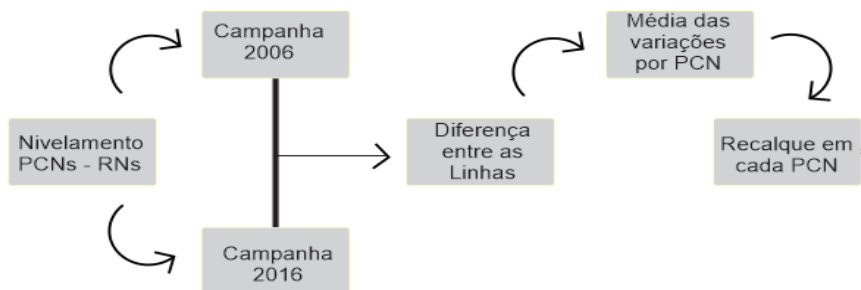 Nivelamento
PCNs - RNs
Campanha
2006
Campanha
2016
Diferença
entre as
Linhas
Média das
variações
por PCN
Recalque em
cada PCN